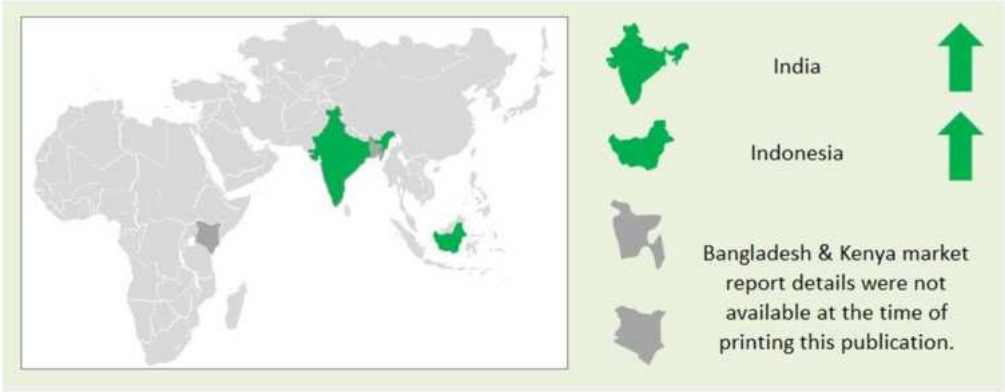 India
Indonesia
Bangladesh & Kenya market
report details were not
available at the time of
printing this publication.